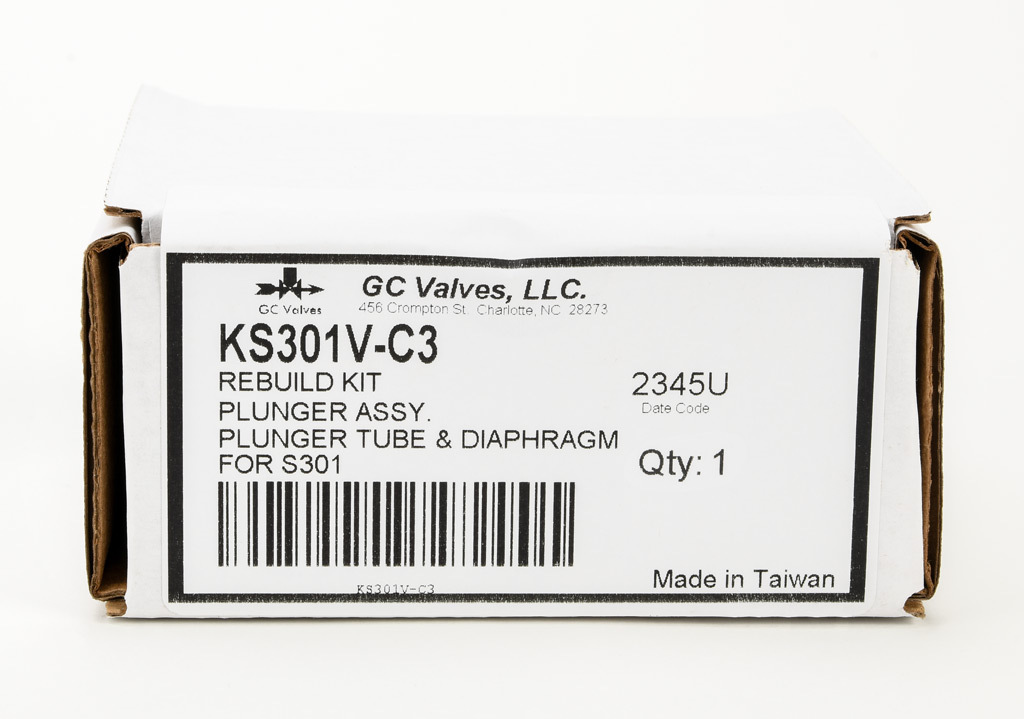 GC Valves
GC Valves, LLC.
456 Crompton St. Charlotte, NC 28273
KS301V-C3
REBUILD KIT
PLUNGER ASSY.
PLUNGER TUBE & DIAPHRAGM
FOR S301
2345U
Date Code
Qty: 1
KS301V-C3
Made in Taiwan